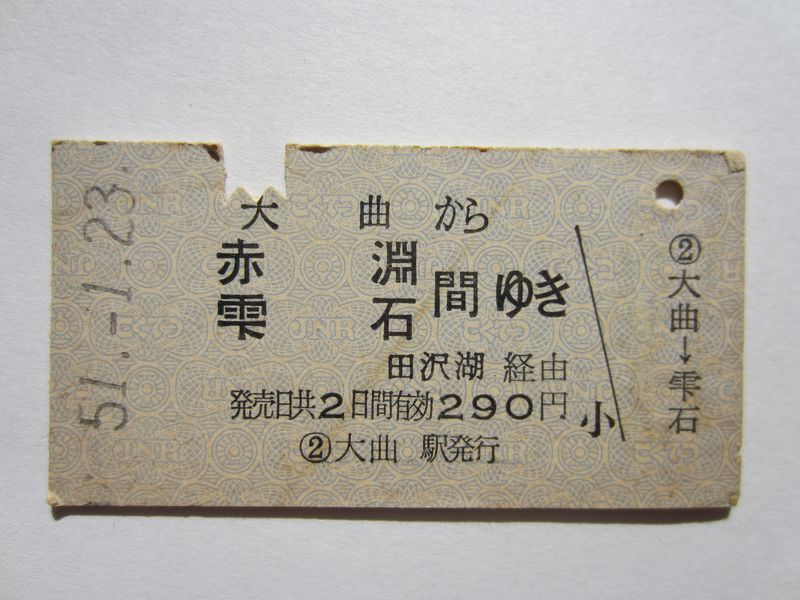 51.-1.23.
大曲から
赤淵
雫石
間ゆき
田沢湖経由
発売日共2日間有効290円
②大曲駅発行
小
②大曲→雫石